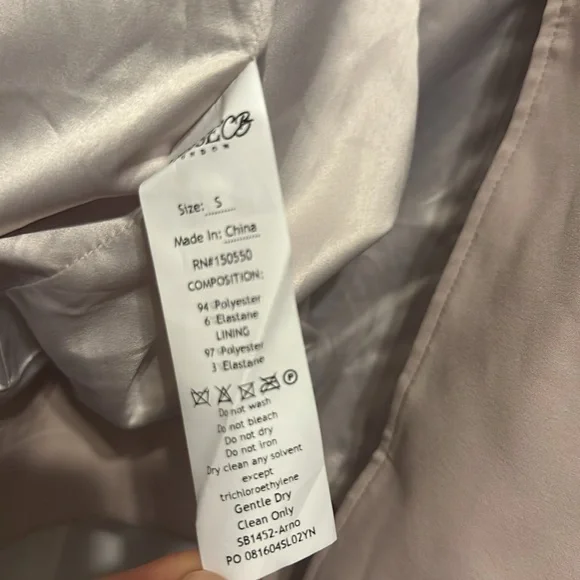 Size: S
Made In: China
RN#150550
COMPOSITION:
94 Polyester
6 Elastane
LINING
97 Polyester
3 Elastane
P
Do not wash
Do not bleach
Do not dry
Do not iron
Dry clean any solvent
except
trichloroethylene
Gentle Dry
Clean Only
SB1452-Arno
PO 081604SL02YN